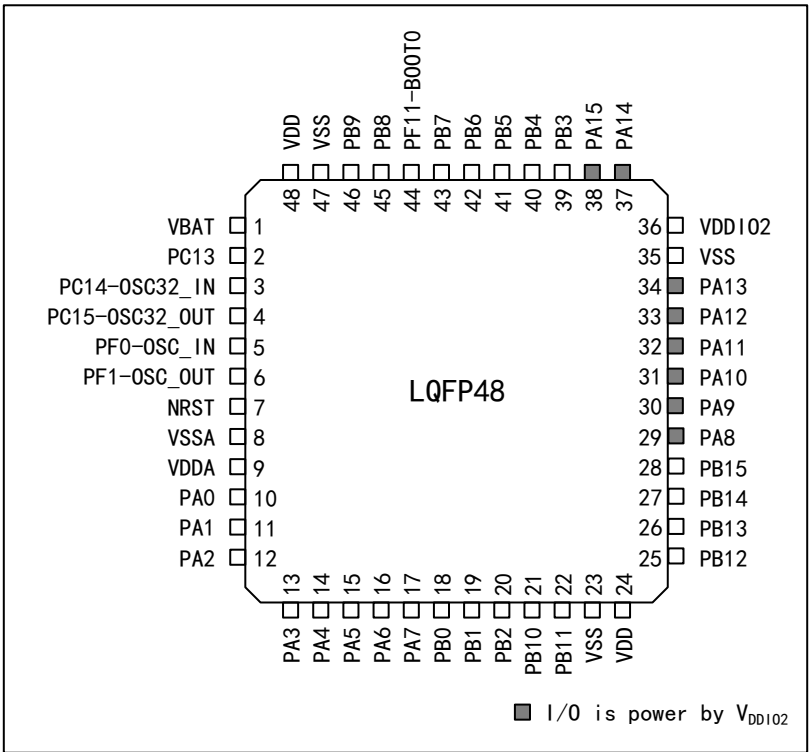 VDD VSS PB9 PB8 PF11-BOOT0 PB7 PB6 PB5 PB4 PB3 PA15 PA14
48 47 46 45 44 43 42 41 40 39 38 37
VBAT 1 36 VDDIO2
PC13 2 35 VSS
PC14-OSC32_IN 3 34 PA13
PC15-OSC32_OUT 4 33 PA12
PF0-OSC_IN 5 32 PA11
PF1-OSC_OUT 6 31 PA10
LQFP48
NRST 7 30 PA9
VSSA 8 29 PA8
VDDA 9 28 PB15
PA0 10 27 PB14
PA1 11 26 PB13
PA2 12 25 PB12
13 14 15 16 17 18 19 20 21 22 23 24
PA3 PA4 PA5 PA6 PA7 PB0 PB1 PB2 PB10 PB11 VSS VDD
I/O is power by VDDIO2